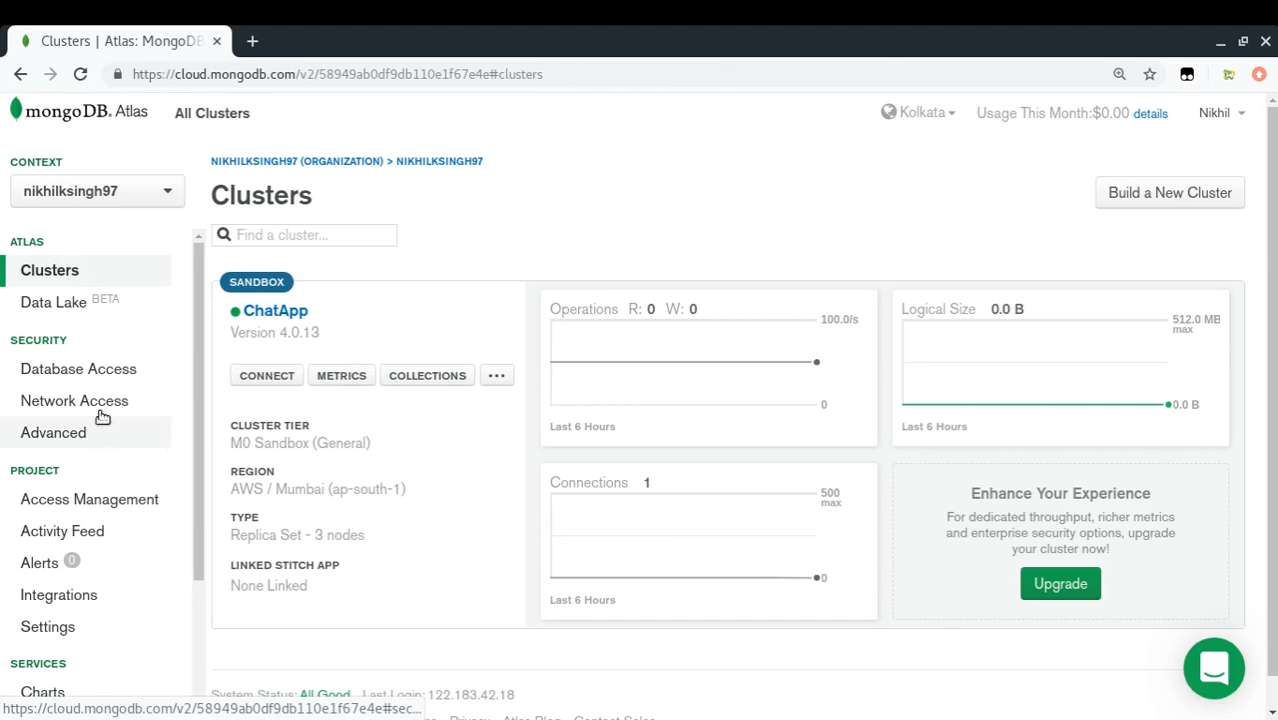 Clusters | Atlas: MongoDB
https://cloud.mongodb.com/v2/58949ab0df9db110e1f67e4e#clusters
mongoDB. Atlas
All Clusters
Kolkata
Usage This Month:$0.00 details
Nikhil
CONTEXT
nikhilksingh97
ATLAS
Clusters
Data Lake BETA
SECURITY
Database Access
Network Access
Advanced
PROJECT
Access Management
Activity Feed
Alerts 0
Integrations
Settings
SERVICES
Charts
NIKHILKSINGH97 (ORGANIZATION) > NIKHILKSINGH97
Clusters
Build a New Cluster
Find a cluster...
SANDBOX
ChatApp
Version 4.0.13
CONNECT METRICS COLLECTIONS ...
CLUSTER TIER
M0 Sandbox (General)
REGION
AWS / Mumbai (ap-south-1)
TYPE
Replica Set - 3 nodes
LINKED STITCH APP
None Linked
Operations R: 0 W: 0
100.0/s
0
Last 6 Hours
Logical Size 0.0 B
512.0 MB
max
0.0 B
Last 6 Hours
Connections 1
500
max
0
Last 6 Hours
Enhance Your Experience
For dedicated throughput, richer metrics
and enterprise security options, upgrade
your cluster now!
Upgrade
System Status: All Good Last Login: 122.183.42.18
Privacy Atlas Blog Contact Sales
https://cloud.mongodb.com/v2/58949ab0df9db110e1f67e4e#sec...